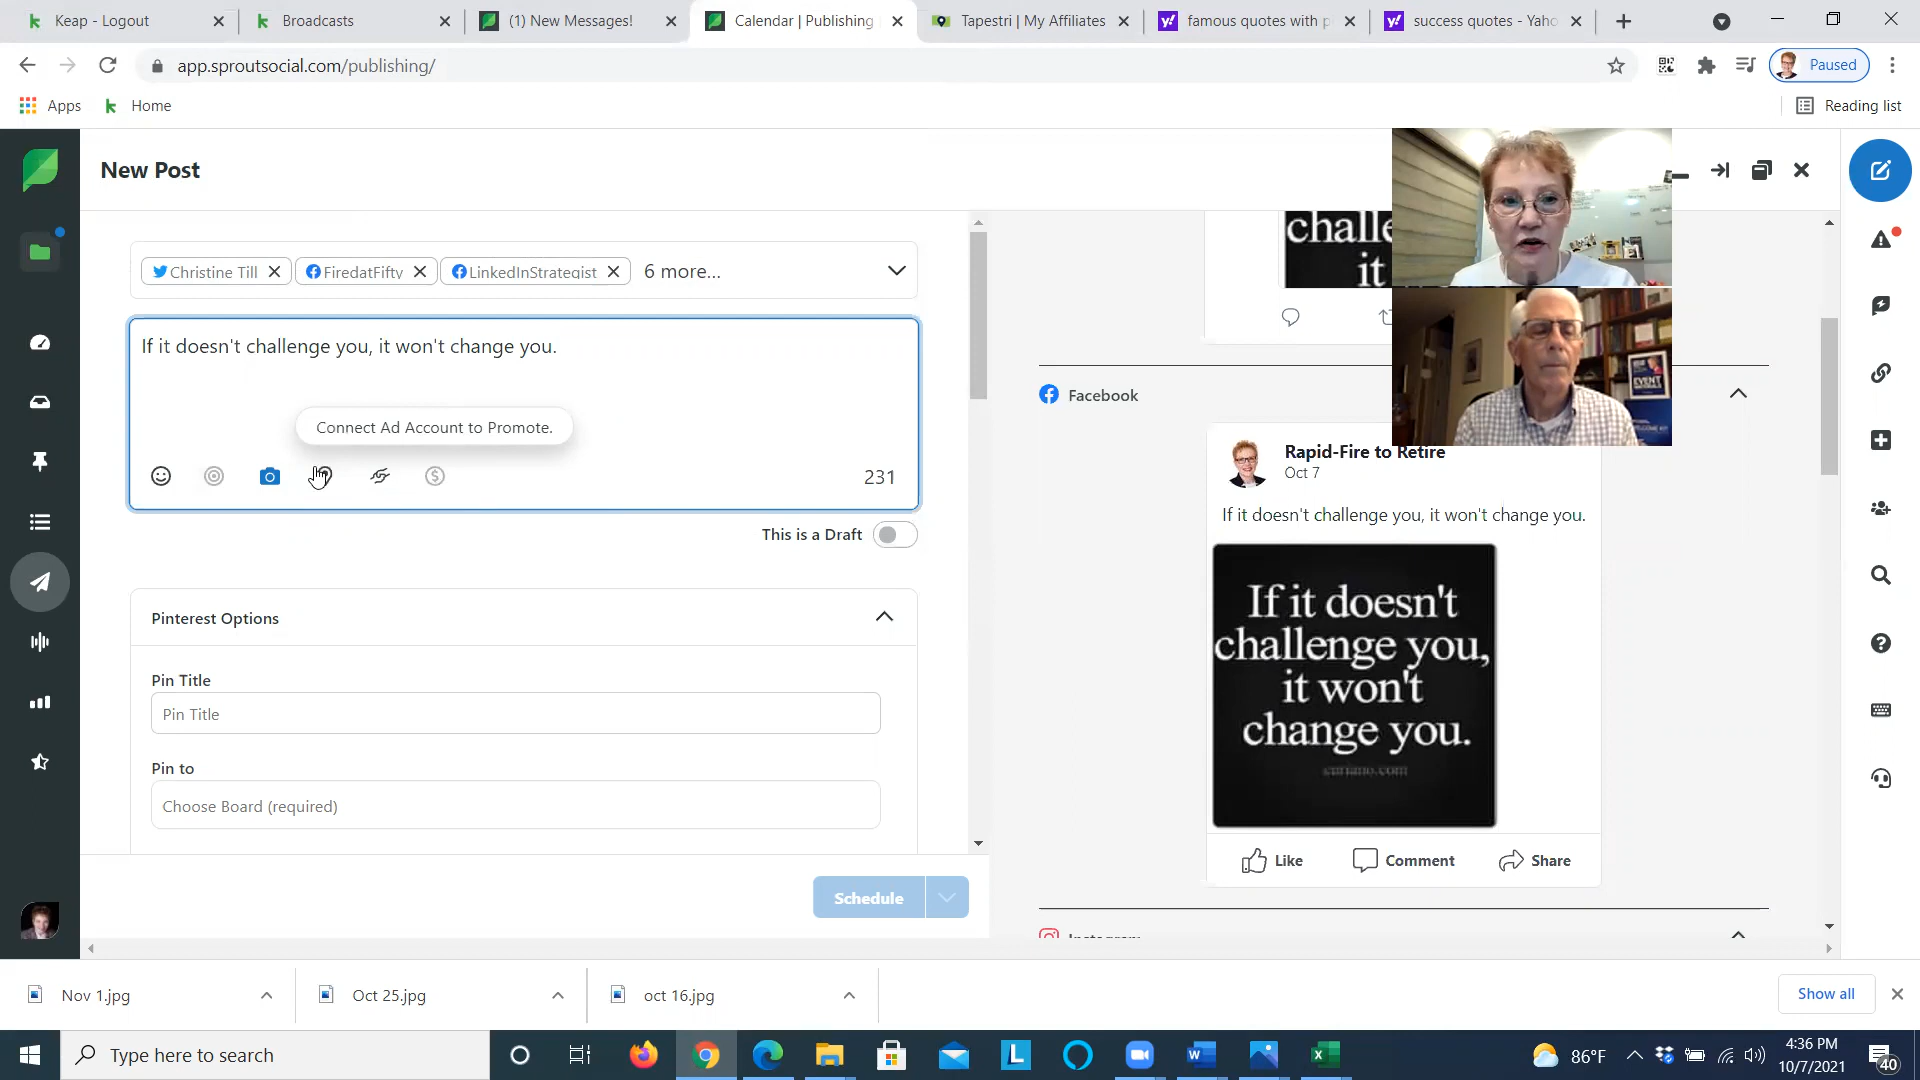 Keap - Logout
Broadcasts
(1) New Messages!
Calendar | Publishing
Tapestri | My Affiliates
famous quotes with p
success quotes - Yaho
app.sproutsocial.com/publishing/
Paused
Apps
Home
Reading list
New Post
Christine Till
FiredatFifty
LinkedInStrategist
6 more...
If it doesn't challenge you, it won't change you.
Connect Ad Account to Promote.
231
This is a Draft
Pinterest Options
Pin Title
Pin Title
Pin to
Choose Board (required)
Schedule
challe
it
EVENT
Facebook
Rapid-Fire to Retire
Oct 7
If it doesn't challenge you, it won't change you.
If it doesn't
challenge you,
it won't
change you.
Like
Comment
Share
Instagram
Nov 1.jpg
Oct 25.jpg
oct 16.jpg
Show all
Type here to search
86°F
4:36 PM
10/7/2021
40